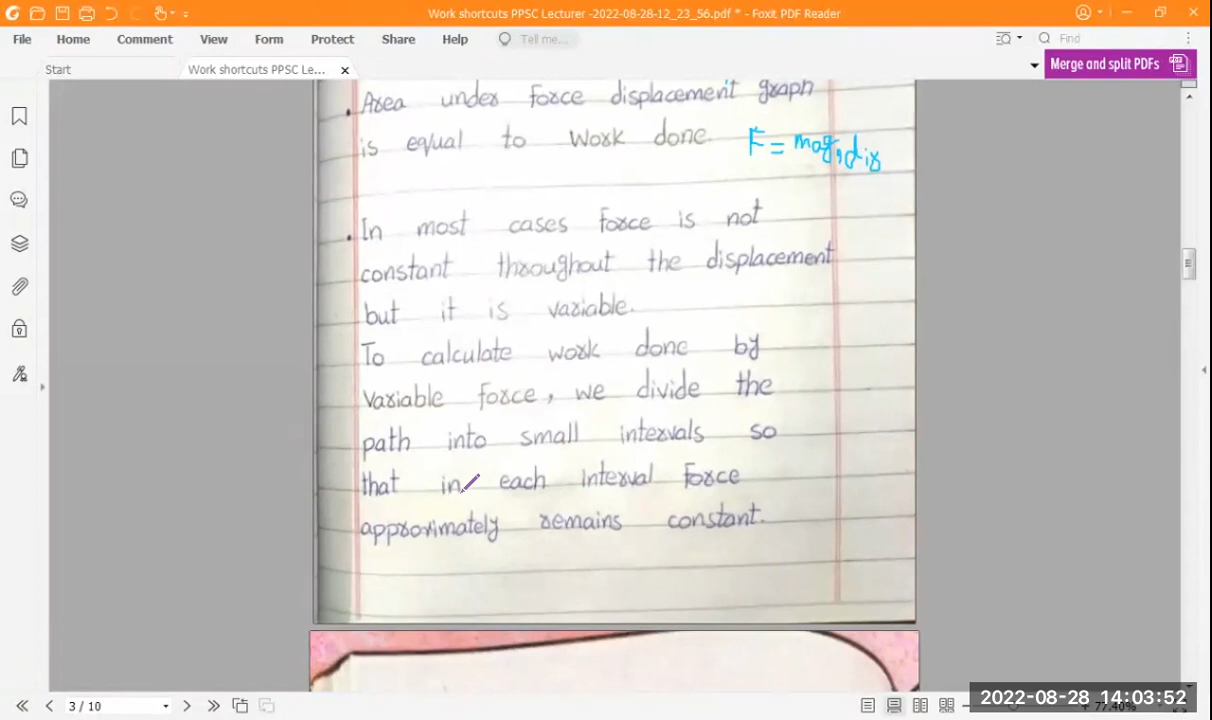 Work shortcuts PPSC Lecturer -2022-08-28-12_23_56.pdf * - Foxit PDF Reader
File Home Comment View Form Protect Share Help Tell me... Find
Start Work shortcuts PPSC Le... Merge and split PDFs
. Area under force displacement graph
is equal to work done. F = mag, dir
. In most cases force is not
constant throughout the displacement
but it is variable.
To calculate work done by
variable force, we divide the
path into small intervals so
that in each interval force
approximately remains constant.
3 / 10
2022-08-28 14:03:52
77.40%